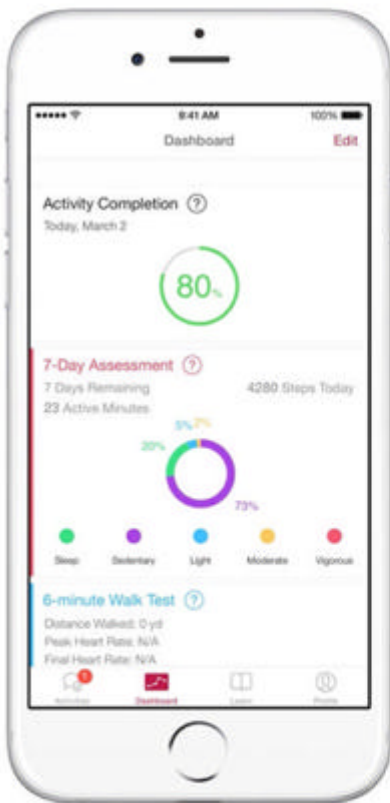 9:41 AM 100%
Dashboard Edit
Activity Completion ?
Today, March 2
80%
7-Day Assessment ?
7 Days Remaining 4280 Steps Today
23 Active Minutes
5% 2%
20%
73%
Sleep Sedentary Light Moderate Vigorous
6-minute Walk Test ?
Distance Walked: 0 yd
Peak Heart Rate: N/A
Final Heart Rate: N/A
1
Activities Dashboard Learn Profile